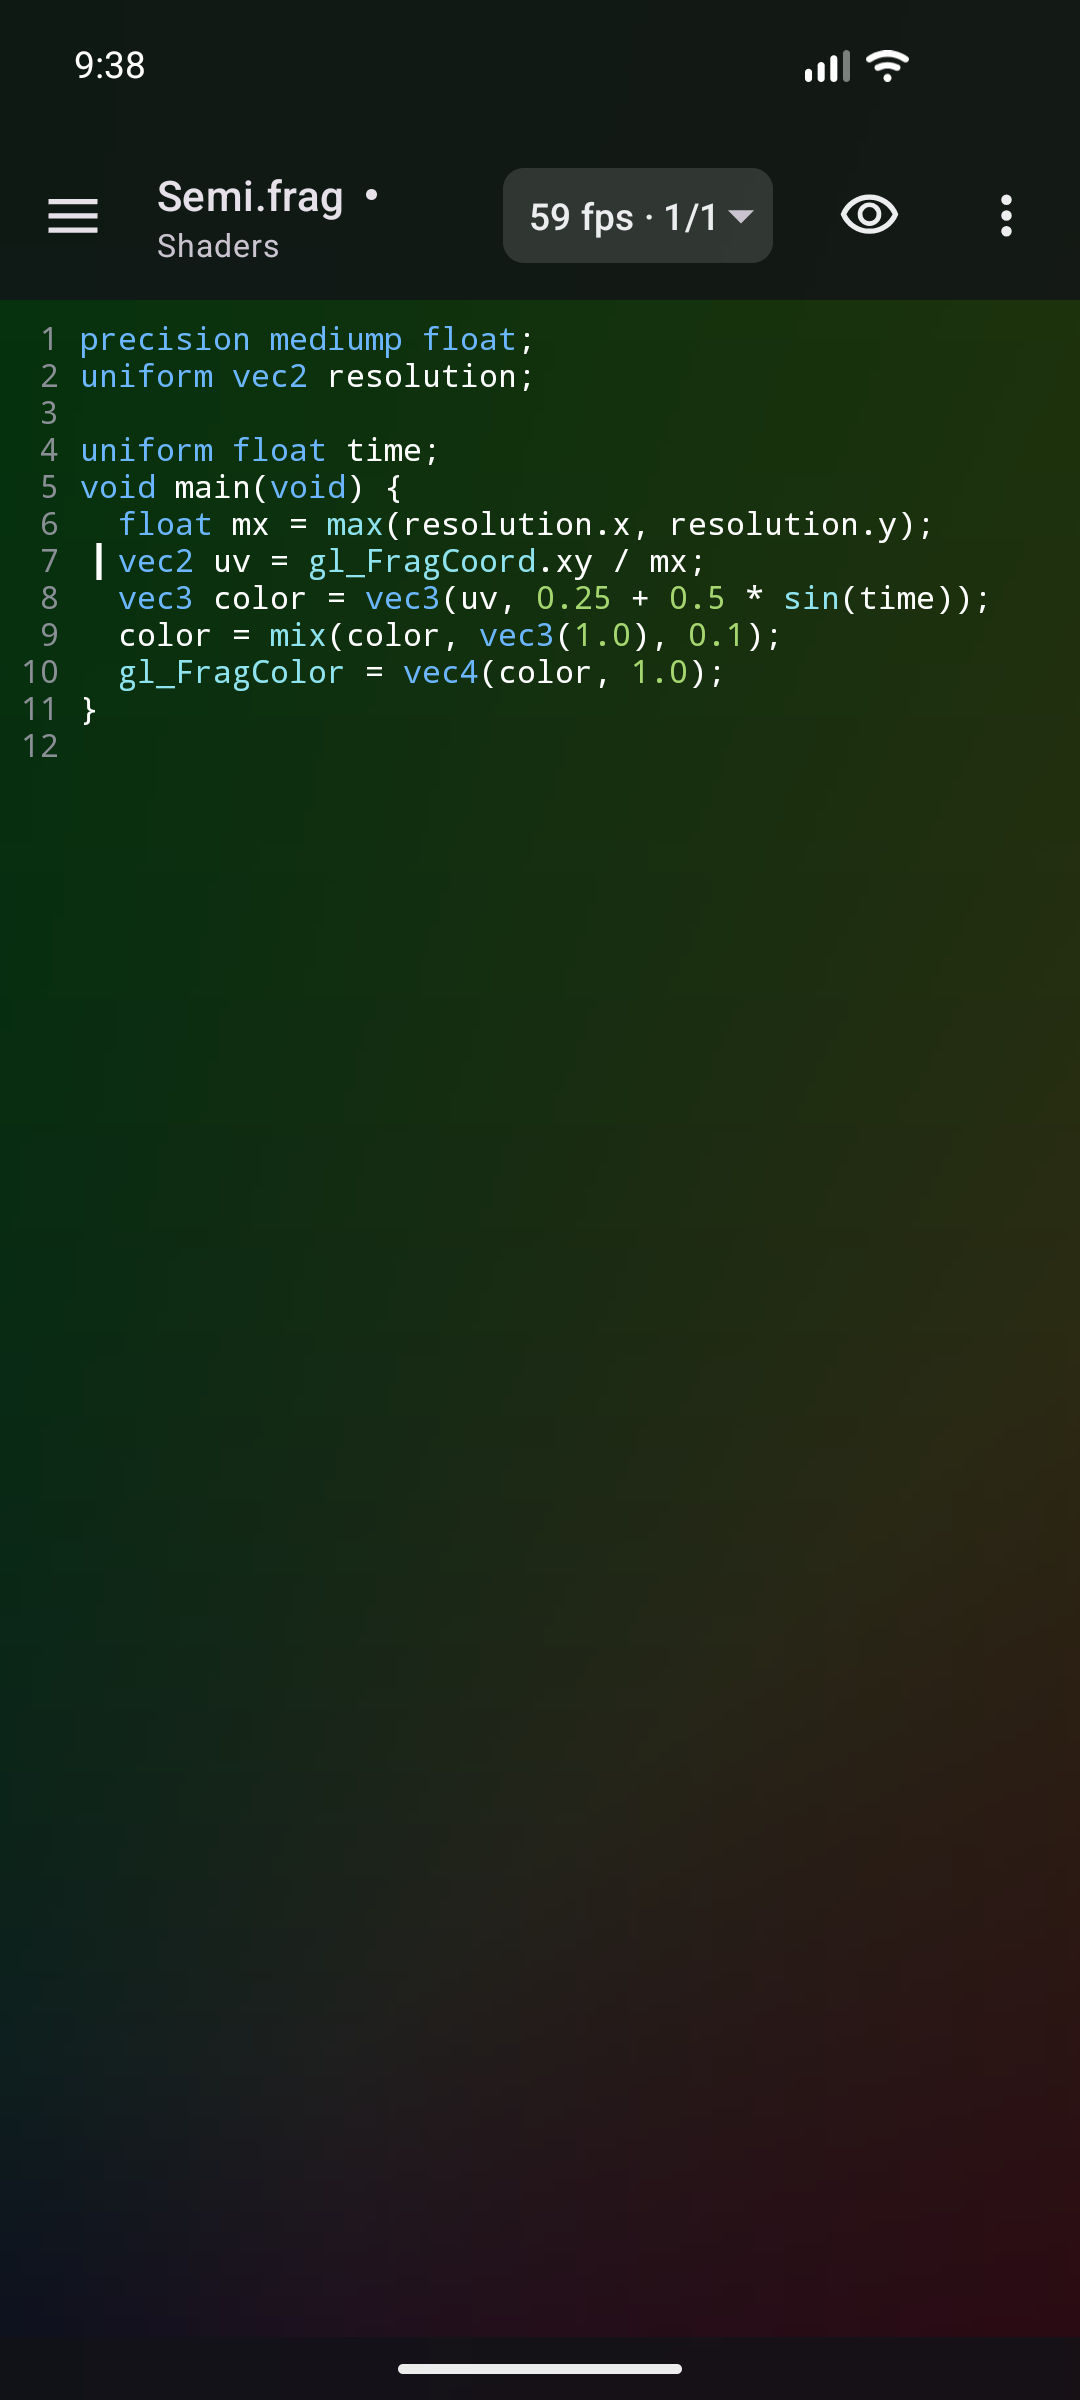 9:38
Semi.frag •
Shaders
59 fps · 1/1
1 precision mediump float;
2 uniform vec2 resolution;
3
4 uniform float time;
5 void main(void) {
6   float mx = max(resolution.x, resolution.y);
7   vec2 uv = gl_FragCoord.xy / mx;
8   vec3 color = vec3(uv, 0.25 + 0.5 * sin(time));
9   color = mix(color, vec3(1.0), 0.1);
10   gl_FragColor = vec4(color, 1.0);
11 }
12